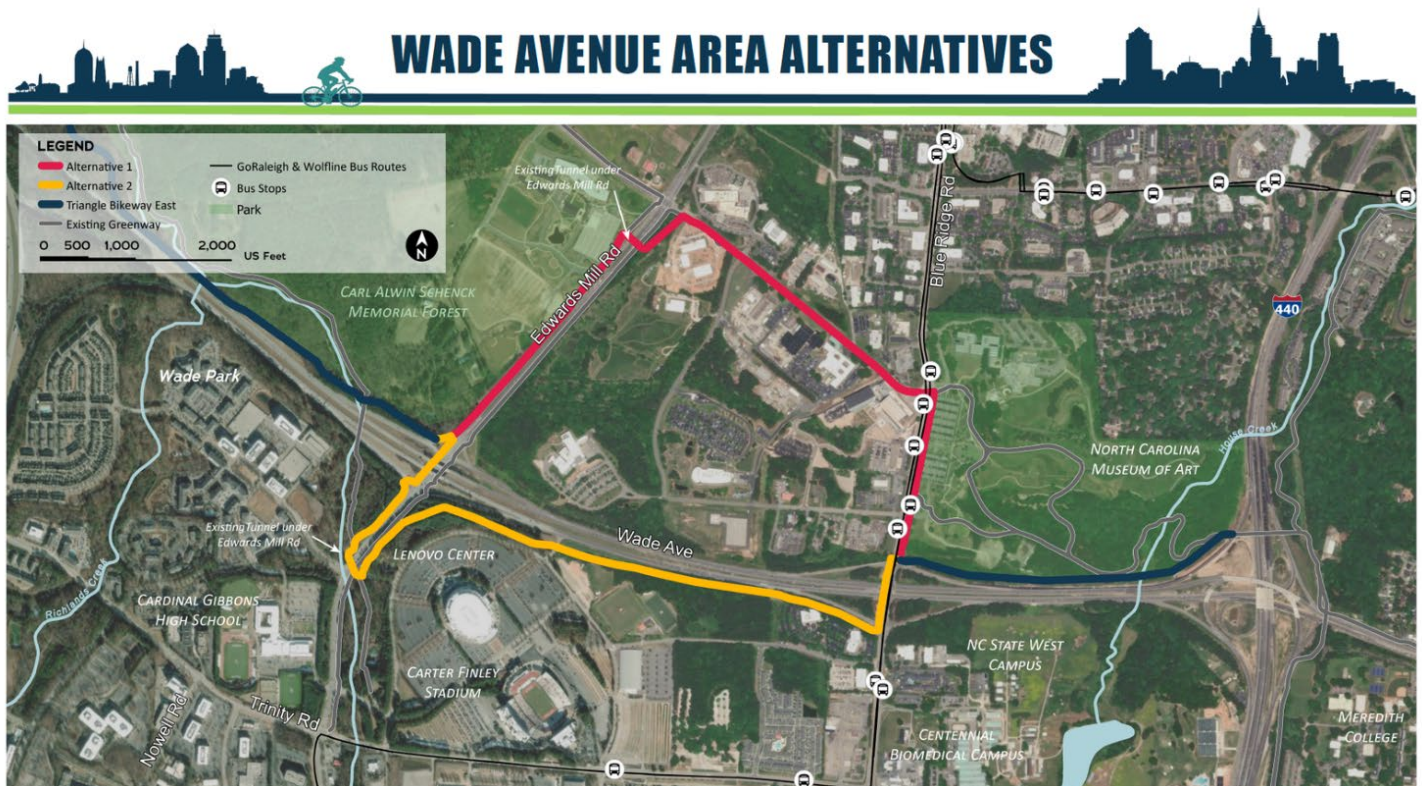 WADE AVENUE AREA ALTERNATIVES
LEGEND
Alternative 1
Alternative 2
Triangle Bikeway East
Existing Greenway
GoRaleigh & Wolfline Bus Routes
Bus Stops
Park
0 500 1,000 2,000
US Feet
N
Existing Tunnel under
Edwards Mill Rd
Edwards Mill Rd
Blue Ridge Rd
440
CARL ALWIN SCHENCK
MEMORIAL FOREST
Wade Park
House Creek
NORTH CAROLINA
MUSEUM OF ART
Existing Tunnel under
Edwards Mill Rd
LENOVO CENTER
Wade Ave
Richlands Creek
CARDINAL GIBBONS
HIGH SCHOOL
CARTER FINLEY
STADIUM
NC STATE WEST
CAMPUS
Nowell Rd
Trinity Rd
CENTENNIAL
BIOMEDICAL CAMPUS
MEREDITH
COLLEGE